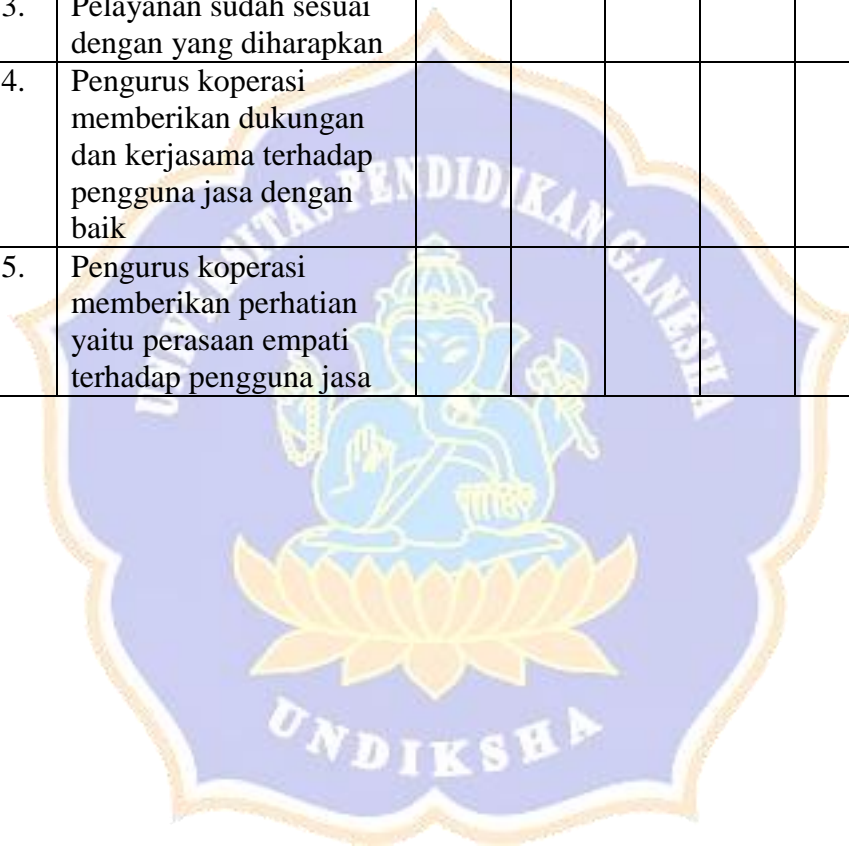 3. Pelayanan sudah sesuai
dengan yang diharapkan
4. Pengurus koperasi
memberikan dukungan
dan kerjasama terhadap
pengguna jasa dengan
baik
5. Pengurus koperasi
memberikan perhatian
yaitu perasaan empati
terhadap pengguna jasa
UNIVERSITAS PENDIDIKAN GANESHA
UNDIKSHA